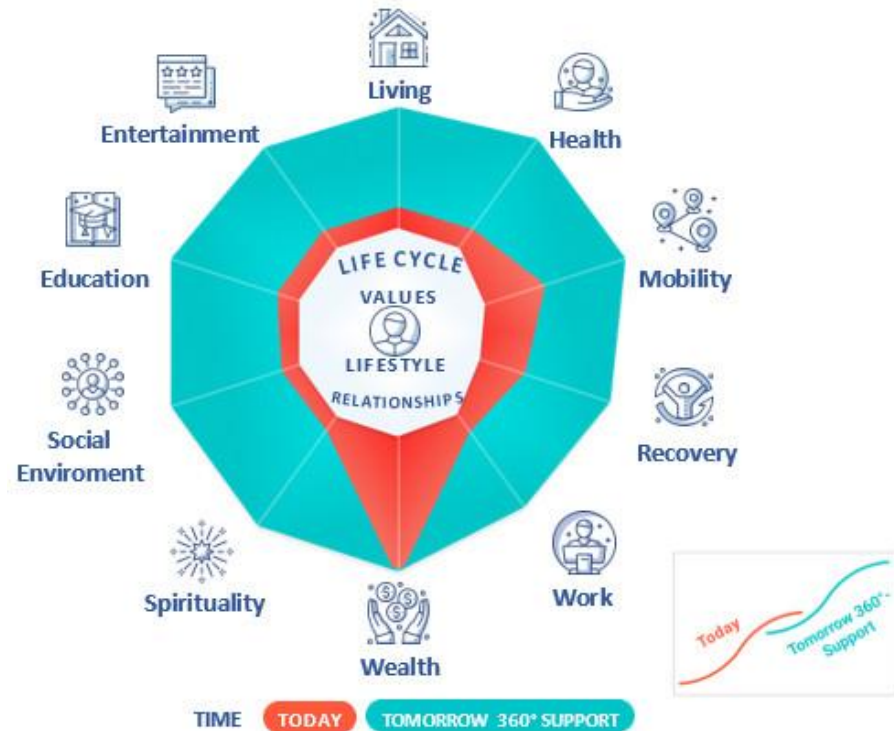 Living
Entertainment
Health
Education
Mobility
LIFE CYCLE
VALUES
LIFESTYLE
RELATIONSHIPS
Social
Enviroment
Recovery
Spirituality
Work
Wealth
Today
Tomorrow 360°-
Support
TIME TODAY TOMORROW 360° SUPPORT